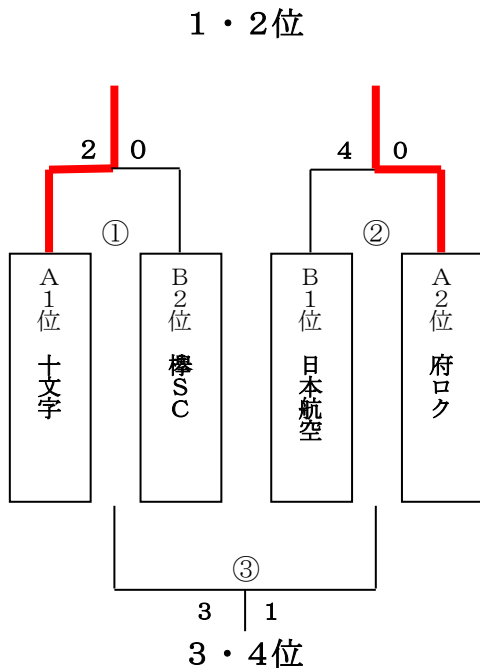 1・2位
2 0
4 0
①
②
A1位 十文字
B2位 欅SC
B1位 日本航空
A2位 府ロク
③
3 1
3・4位